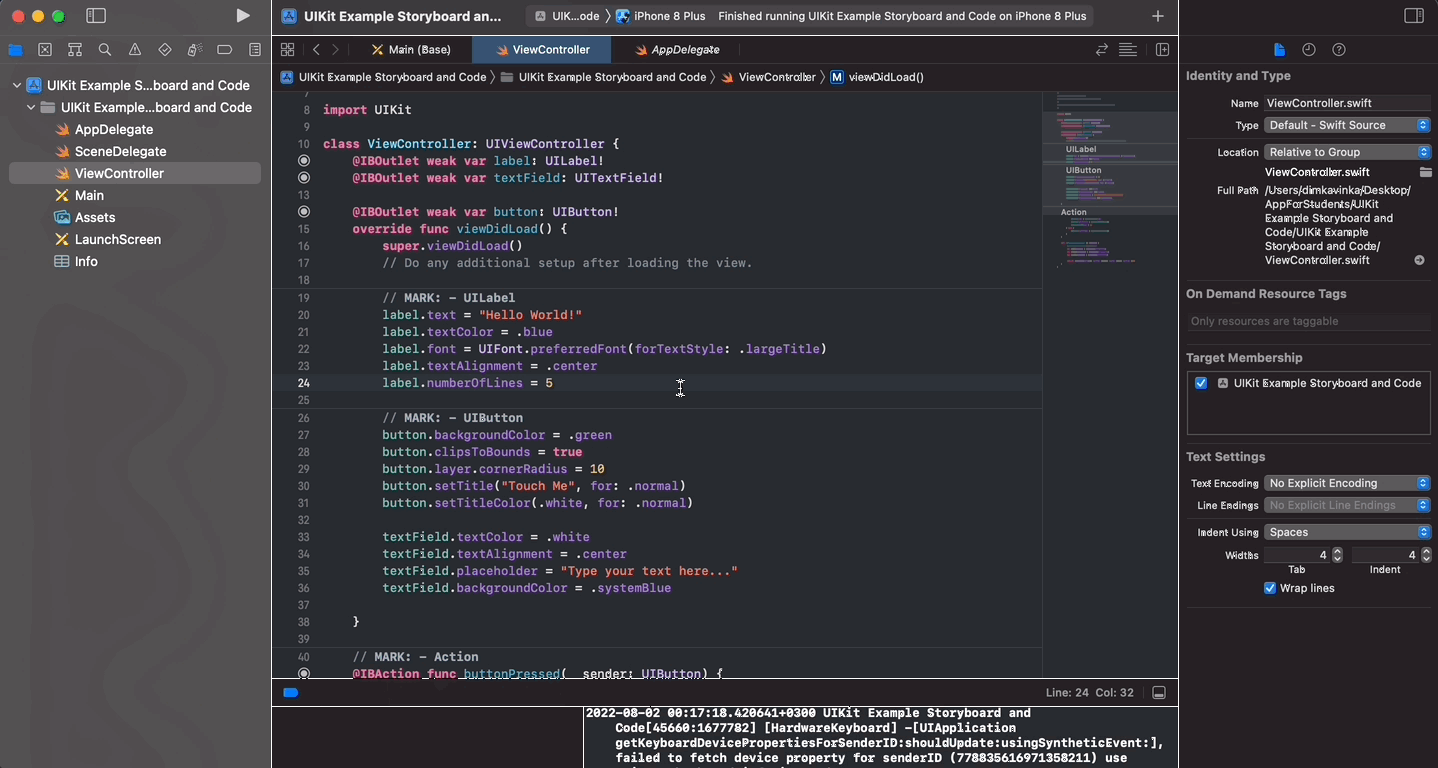 UIKit Example Storyboard an...
UIK...ode
iPhone 8 Plus
Finished running UIKit Example Storyboard and Code on iPhone 8 Plus
UIKit Example S...board and Code
UIKit Example...board and Code
AppDelegate
SceneDelegate
ViewController
Main
Assets
LaunchScreen
Info
Main (Base)
ViewController
AppDelegate
UIKit Example Storyboard and Code
UIKit Example Storyboard and Code
ViewController
M viewDidLoad()
7
8 import UIKit
9
10 class ViewController: UIViewController {
@IBOutlet weak var label: UILabel!
@IBOutlet weak var textField: UITextField!
13
@IBOutlet weak var button: UIButton!
15 override func viewDidLoad() {
16 super.viewDidLoad()
17 // Do any additional setup after loading the view.
18
19 // MARK: - UILabel
20 label.text = "Hello World!"
21 label.textColor = .blue
22 label.font = UIFont.preferredFont(forTextStyle: .largeTitle)
23 label.textAlignment = .center
24 label.numberOfLines = 5
25
26 // MARK: - UIButton
27 button.backgroundColor = .green
28 button.clipsToBounds = true
29 button.layer.cornerRadius = 10
30 button.setTitle("Touch Me", for: .normal)
31 button.setTitleColor(.white, for: .normal)
32
33 textField.textColor = .white
34 textField.textAlignment = .center
35 textField.placeholder = "Type your text here..."
36 textField.backgroundColor = .systemBlue
37
38 }
39
40 // MARK: - Action
@IBAction func buttonPressed(_ sender: UIButton) {
UILabel
UIButton
Action
Line: 24 Col: 32
2022-08-02 00:17:18.420641+0300 UIKit Example Storyboard and
Code[45660:1677782] [HardwareKeyboard] -[UIApplication
getKeyboardDevicePropertiesForSenderID:shouldUpdate:usingSyntheticEvent:],
failed to fetch device property for senderID (778835616971358211) use
Identity and Type
Name ViewController.swift
Type Default - Swift Source
Location Relative to Group
ViewController.swift
Full Path /Users/dimkavinka/Desktop/
AppForStudents/UIKit
Example Storyboard and
Code/UIKit Example
Storyboard and Code/
ViewController.swift
On Demand Resource Tags
Only resources are taggable
Target Membership
UIKit Example Storyboard and Code
Text Settings
Text Encoding No Explicit Encoding
Line Endings No Explicit Line Endings
Indent Using Spaces
Widths 4 4
Tab Indent
Wrap lines